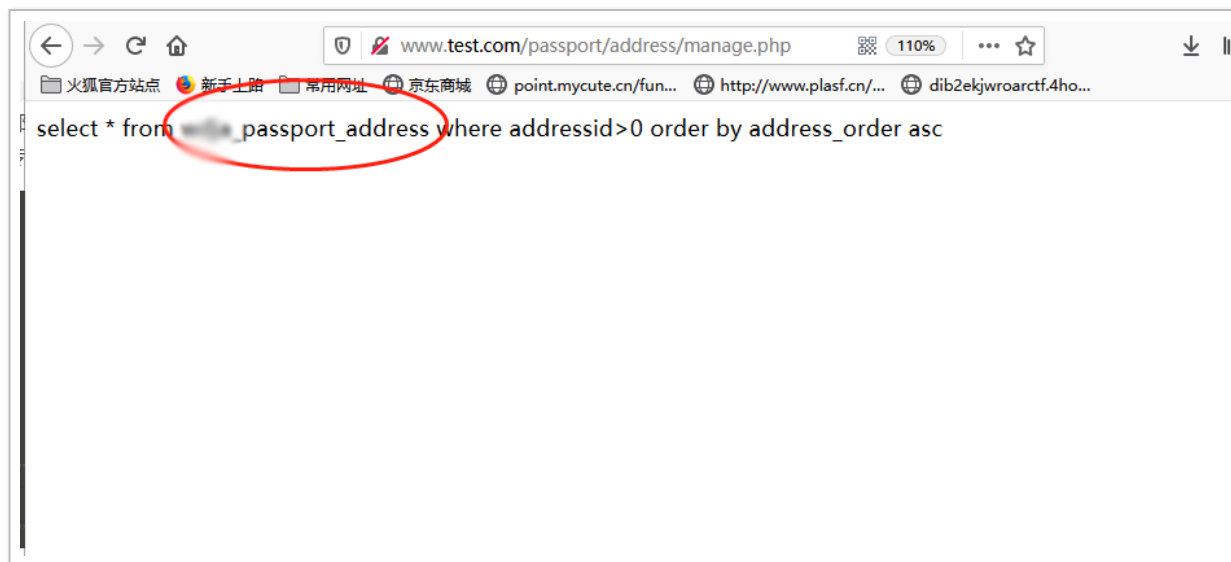 www.test.com/passport/address/manage.php 110%
火狐官方站点 新手上路 常用网址 京东商城 point.mycute.cn/fun... http://www.plasf.cn/... dib2ekjwroarctf.4ho...
select * from _passport_address where addressid>0 order by address_order asc